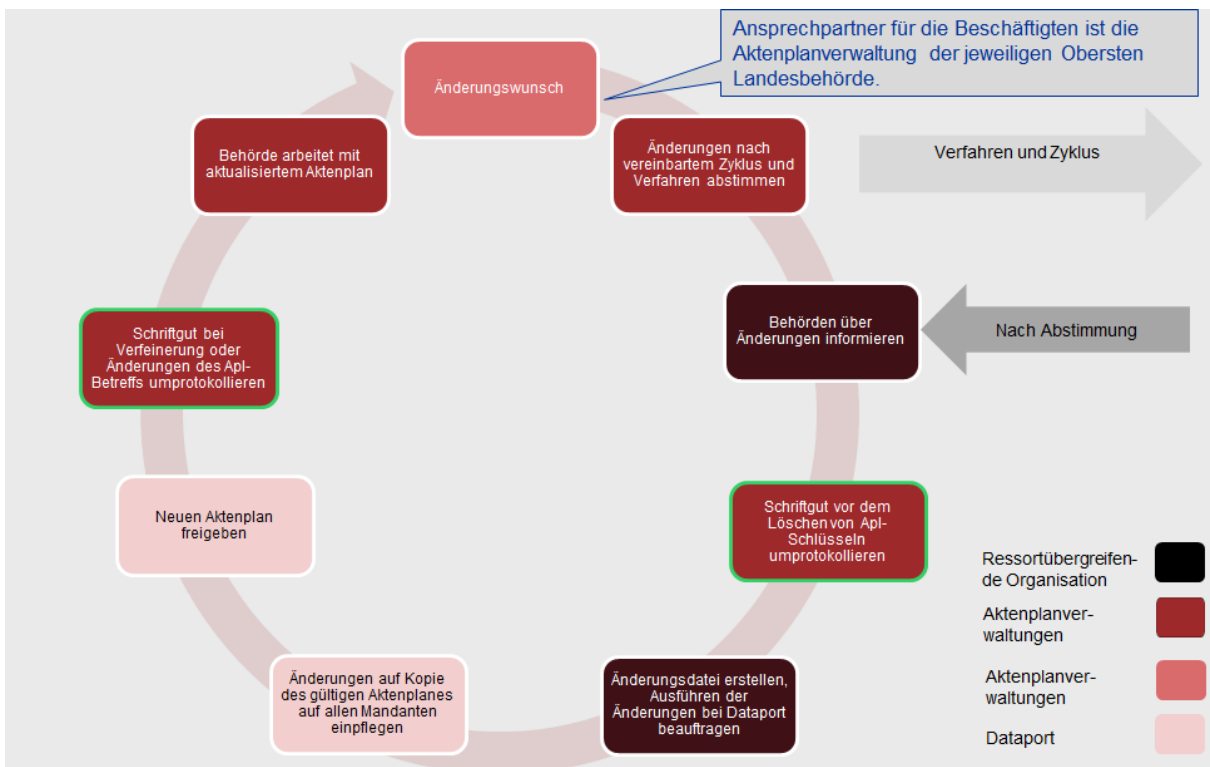 Ansprechpartner für die Beschäftigten ist die
Aktenplanverwaltung der jeweiligen Obersten
Landesbehörde.
Änderungswunsch
Änderungen nach
vereinbartem Zyklus und
Verfahren abstimmen
Verfahren und Zyklus
Behörden über
Änderungen informieren
Nach Abstimmung
Schriftgut vor dem
Löschen von Apl-
Schlüsseln
umprotokollieren
Änderungsdatei erstellen,
Ausführen der
Änderungen bei Dataport
beauftragen
Änderungen auf Kopie
des gültigen Aktenplanes
auf allen Mandanten
einpflegen
Neuen Aktenplan
freigeben
Schriftgut bei
Verfeinerung oder
Änderungen des Apl-
Betreffs umprotokollieren
Behörde arbeitet mit
aktualisiertem Aktenplan
Ressortübergreifen-
de Organisation
Aktenplanver-
waltungen
Aktenplanver-
waltungen
Dataport